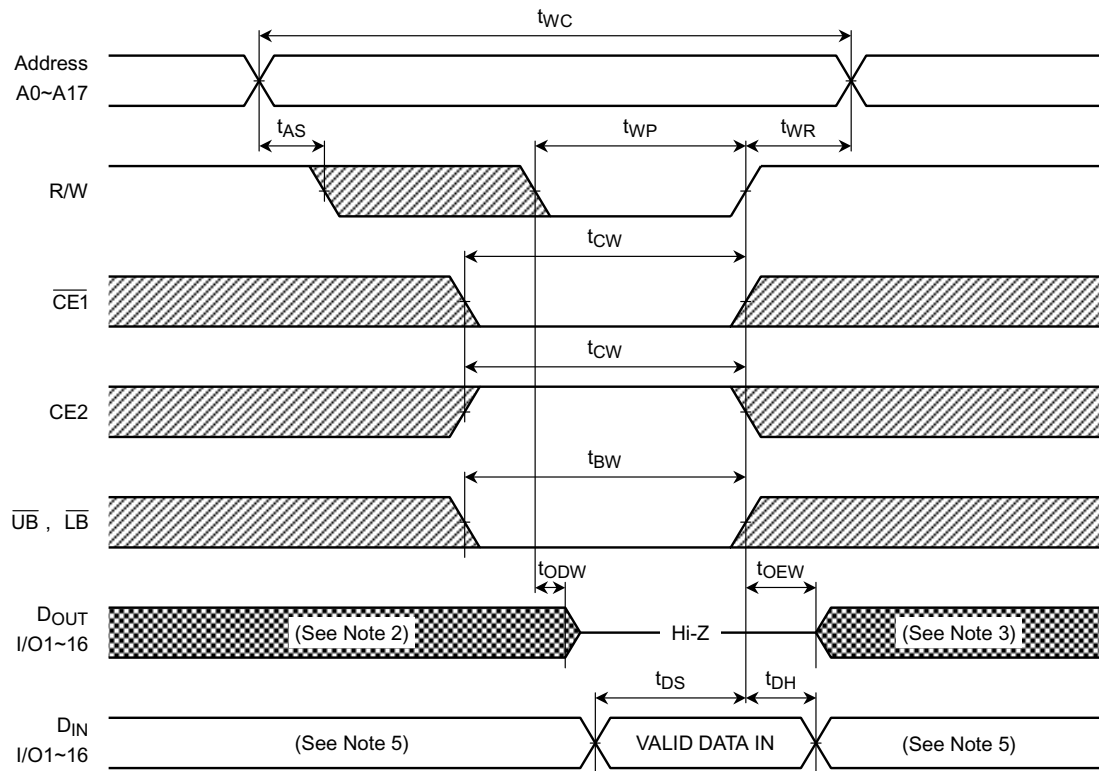 tWC
Address
A0~A17
tAS
tWP
tWR
R/W
tCW
CE1
tCW
CE2
tBW
UB , LB
tODW
tOEW
DOUT
I/O1~16
(See Note 2)
Hi-Z
(See Note 3)
tDS
tDH
DIN
I/O1~16
(See Note 5)
VALID DATA IN
(See Note 5)